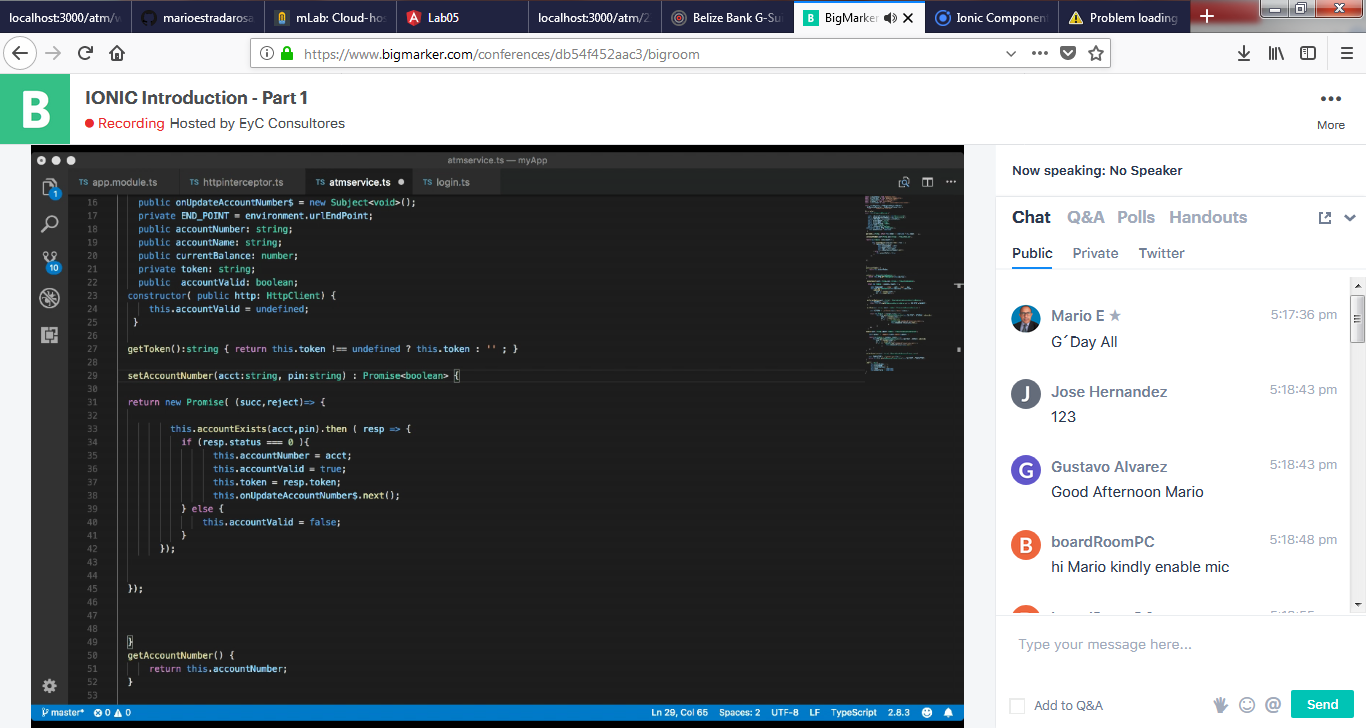 localhost:3000/atm/w
marioestradarosa
mLab: Cloud-hos
Lab05
localhost:3000/atm/2
Belize Bank G-Sui
BigMarker
Ionic Component
Problem loading
https://www.bigmarker.com/conferences/db54f452aac3/bigroom
B
IONIC Introduction - Part 1
Recording Hosted by EyC Consultores
More
atmservice.ts — myApp
TS app.module.ts
TS httpinterceptor.ts
TS atmservice.ts
TS login.ts
1
10
16 public onUpdateAccountNumber$ = new Subject<void>();
17 private END_POINT = environment.urlEndPoint;
18 public accountNumber: string;
19 public accountName: string;
20 public currentBalance: number;
21 private token: string;
22 public accountValid: boolean;
23 constructor( public http: HttpClient) {
24 this.accountValid = undefined;
25 }
26
27 getToken():string { return this.token !== undefined ? this.token : '' ; }
28
29 setAccountNumber(acct:string, pin:string) : Promise<boolean> {
30
31 return new Promise( (succ,reject)=> {
32
33 this.accountExists(acct,pin).then ( resp => {
34 if (resp.status === 0 ){
35 this.accountNumber = acct;
36 this.accountValid = true;
37 this.token = resp.token;
38 this.onUpdateAccountNumber$.next();
39 } else {
40 this.accountValid = false;
41 }
42 });
43
44
45 });
46
47
48
49 }
50 getAccountNumber() {
51 return this.accountNumber;
52 }
53
master* 0 0 Ln 29, Col 65 Spaces: 2 UTF-8 LF TypeScript 2.8.3
Now speaking: No Speaker
Chat Q&A Polls Handouts
Public Private Twitter
Mario E 5:17:36 pm
G´Day All
J
Jose Hernandez 5:18:43 pm
123
G
Gustavo Alvarez 5:18:43 pm
Good Afternoon Mario
B
boardRoomPC 5:18:48 pm
hi Mario kindly enable mic
Type your message here...
Add to Q&A
Send